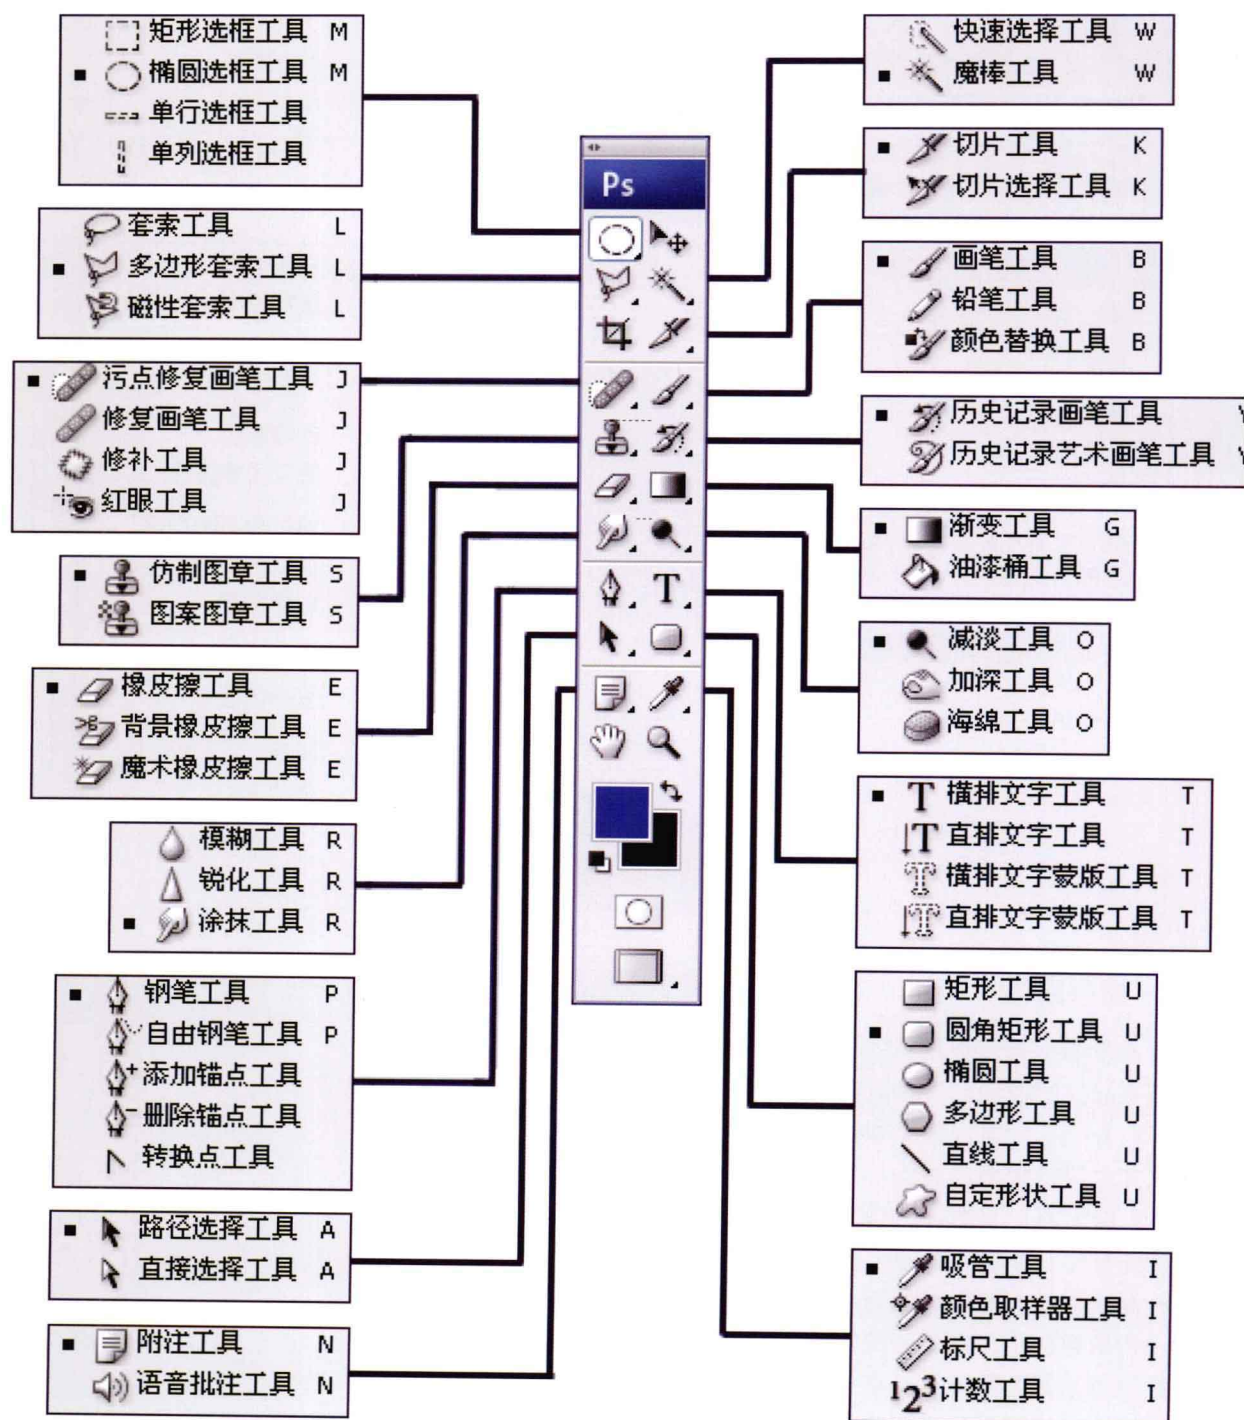 矩形选框工具 M
椭圆选框工具 M
单行选框工具
单列选框工具
套索工具 L
多边形套索工具 L
磁性套索工具 L
污点修复画笔工具 J
修复画笔工具 J
修补工具 J
红眼工具 J
仿制图章工具 S
图案图章工具 S
橡皮擦工具 E
背景橡皮擦工具 E
魔术橡皮擦工具 E
模糊工具 R
锐化工具 R
涂抹工具 R
钢笔工具 P
自由钢笔工具 P
添加锚点工具
删除锚点工具
转换点工具
路径选择工具 A
直接选择工具 A
附注工具 N
语音批注工具 N
Ps
T
快速选择工具 W
魔棒工具 W
切片工具 K
切片选择工具 K
画笔工具 B
铅笔工具 B
颜色替换工具 B
历史记录画笔工具 Y
历史记录艺术画笔工具 Y
渐变工具 G
油漆桶工具 G
减淡工具 O
加深工具 O
海绵工具 O
T 横排文字工具 T
T 直排文字工具 T
T 横排文字蒙版工具 T
T 直排文字蒙版工具 T
矩形工具 U
圆角矩形工具 U
椭圆工具 U
多边形工具 U
直线工具 U
自定形状工具 U
吸管工具 I
颜色取样器工具 I
标尺工具 I
123 计数工具 I